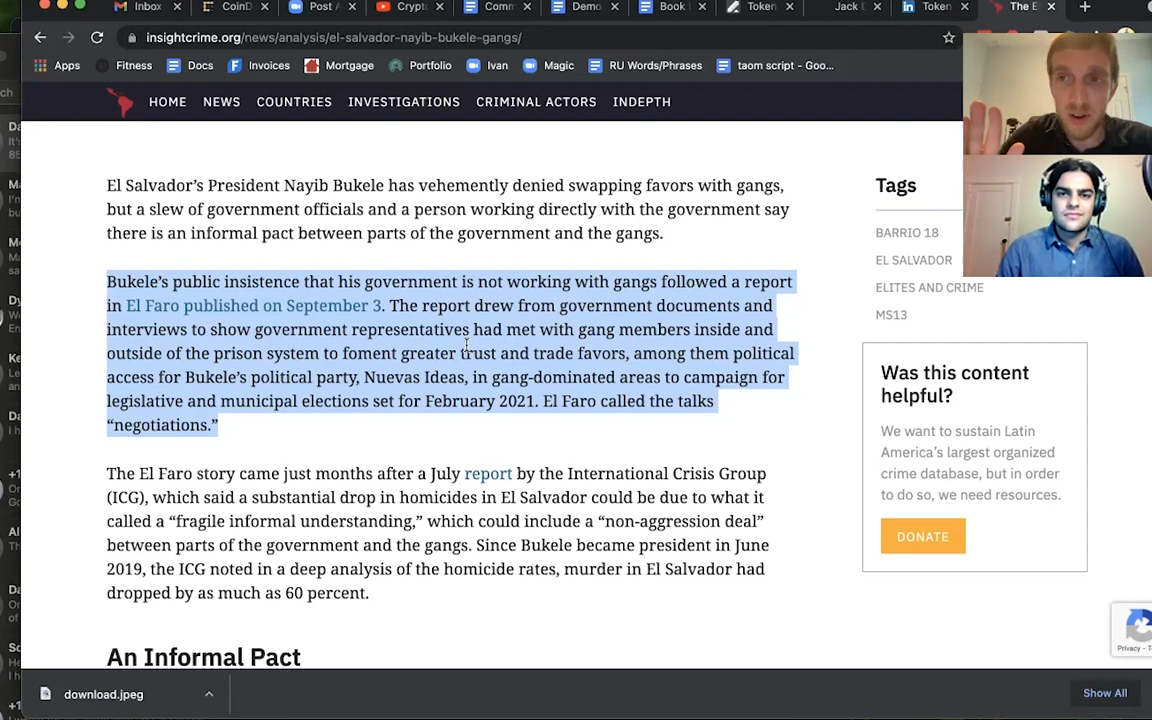 Inbox
CoinD
Post A
Crypt
Comm
Demo
Book
Token
Jack D
Token
The E
insightcrime.org/news/analysis/el-salvador-nayib-bukele-gangs/
Apps Fitness Docs Invoices Mortgage Portfolio Ivan Magic RU Words/Phrases taom script - Goo...
HOME NEWS COUNTRIES INVESTIGATIONS CRIMINAL ACTORS INDEPTH
El Salvador’s President Nayib Bukele has vehemently denied swapping favors with gangs,
but a slew of government officials and a person working directly with the government say
there is an informal pact between parts of the government and the gangs.
Bukele’s public insistence that his government is not working with gangs followed a report
in El Faro published on September 3. The report drew from government documents and
interviews to show government representatives had met with gang members inside and
outside of the prison system to foment greater trust and trade favors, among them political
access for Bukele’s political party, Nuevas Ideas, in gang-dominated areas to campaign for
legislative and municipal elections set for February 2021. El Faro called the talks
“negotiations.”
The El Faro story came just months after a July report by the International Crisis Group
(ICG), which said a substantial drop in homicides in El Salvador could be due to what it
called a “fragile informal understanding,” which could include a “non-aggression deal”
between parts of the government and the gangs. Since Bukele became president in June
2019, the ICG noted in a deep analysis of the homicide rates, murder in El Salvador had
dropped by as much as 60 percent.
An Informal Pact
Tags
BARRIO 18
EL SALVADOR
ELITES AND CRIME
MS13
Was this content
helpful?
We want to sustain Latin
America’s largest organized
crime database, but in order
to do so, we need resources.
DONATE
Privacy - T
download.jpeg
Show All